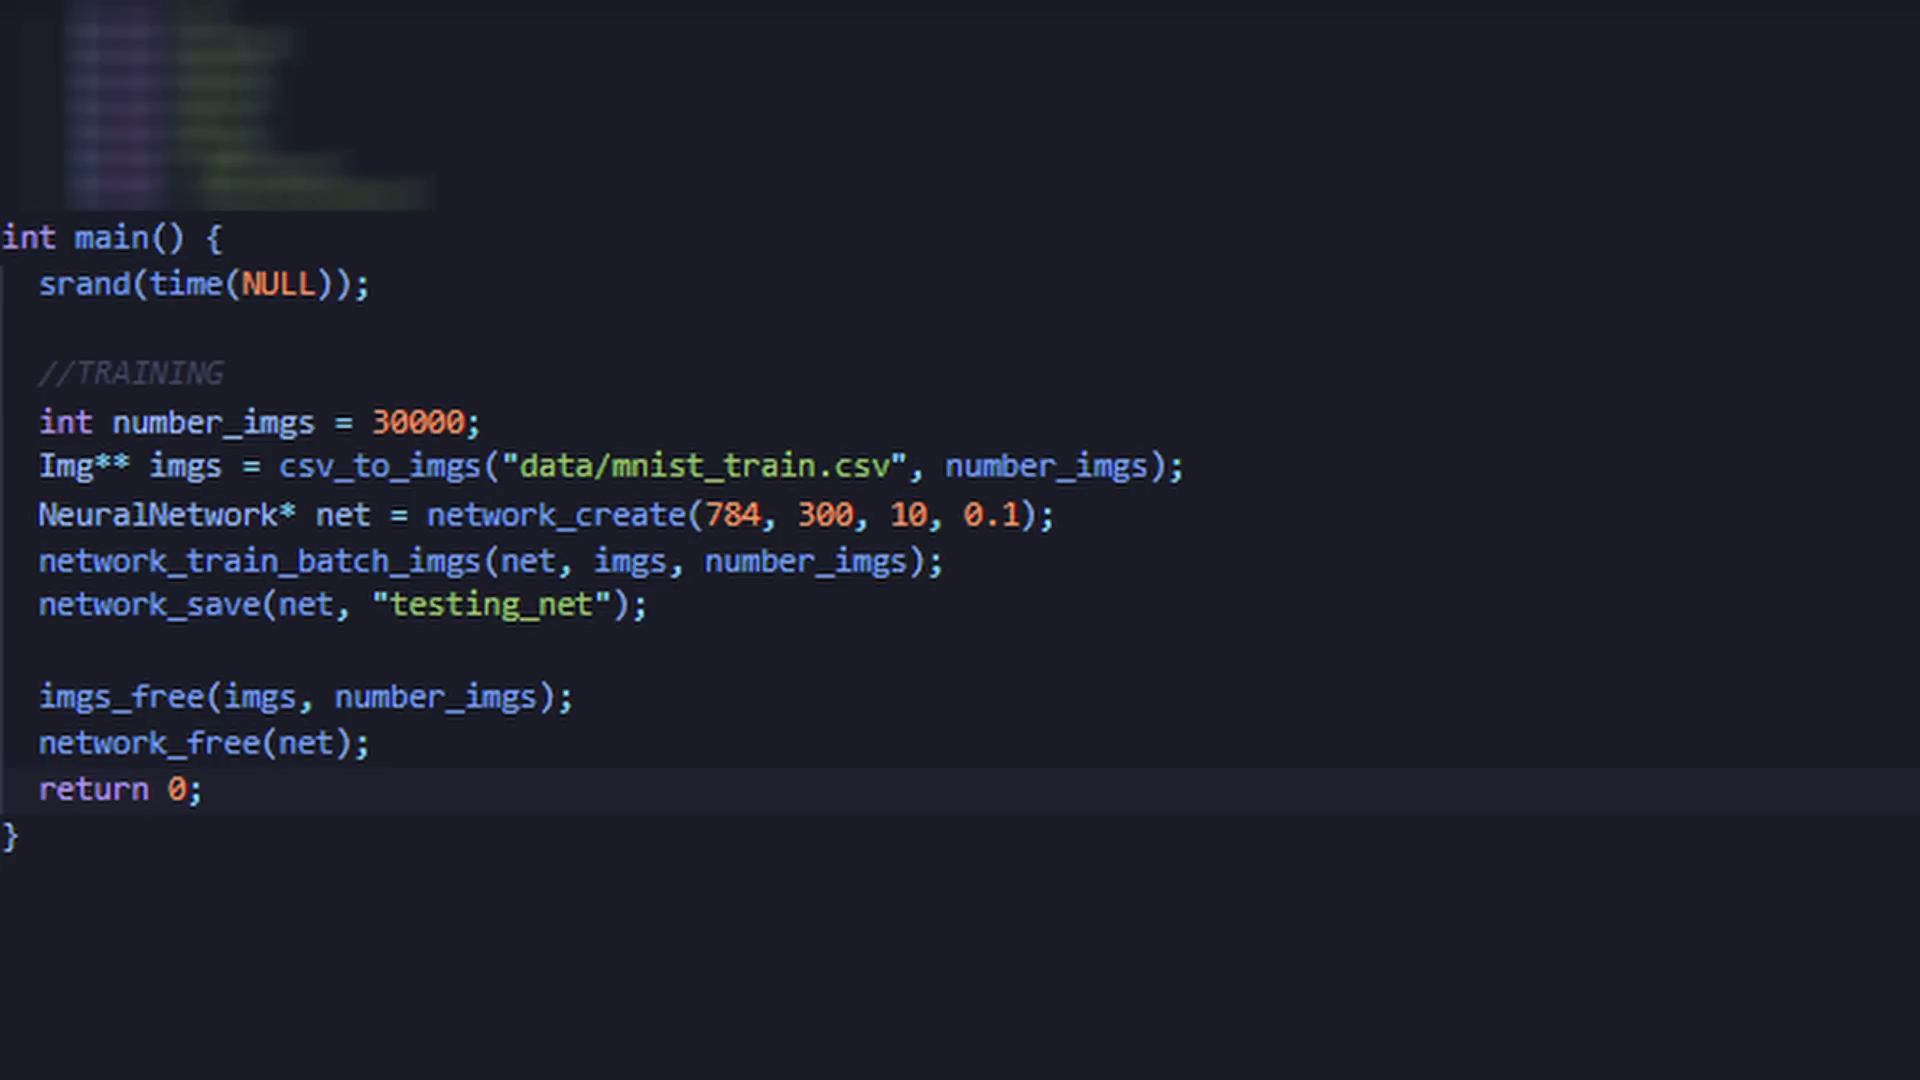 int main() {
srand(time(NULL));
//TRAINING
int number_imgs = 30000;
Img** imgs = csv_to_imgs("data/mnist_train.csv", number_imgs);
NeuralNetwork* net = network_create(784, 300, 10, 0.1);
network_train_batch_imgs(net, imgs, number_imgs);
network_save(net, "testing_net");
imgs_free(imgs, number_imgs);
network_free(net);
return 0;
}